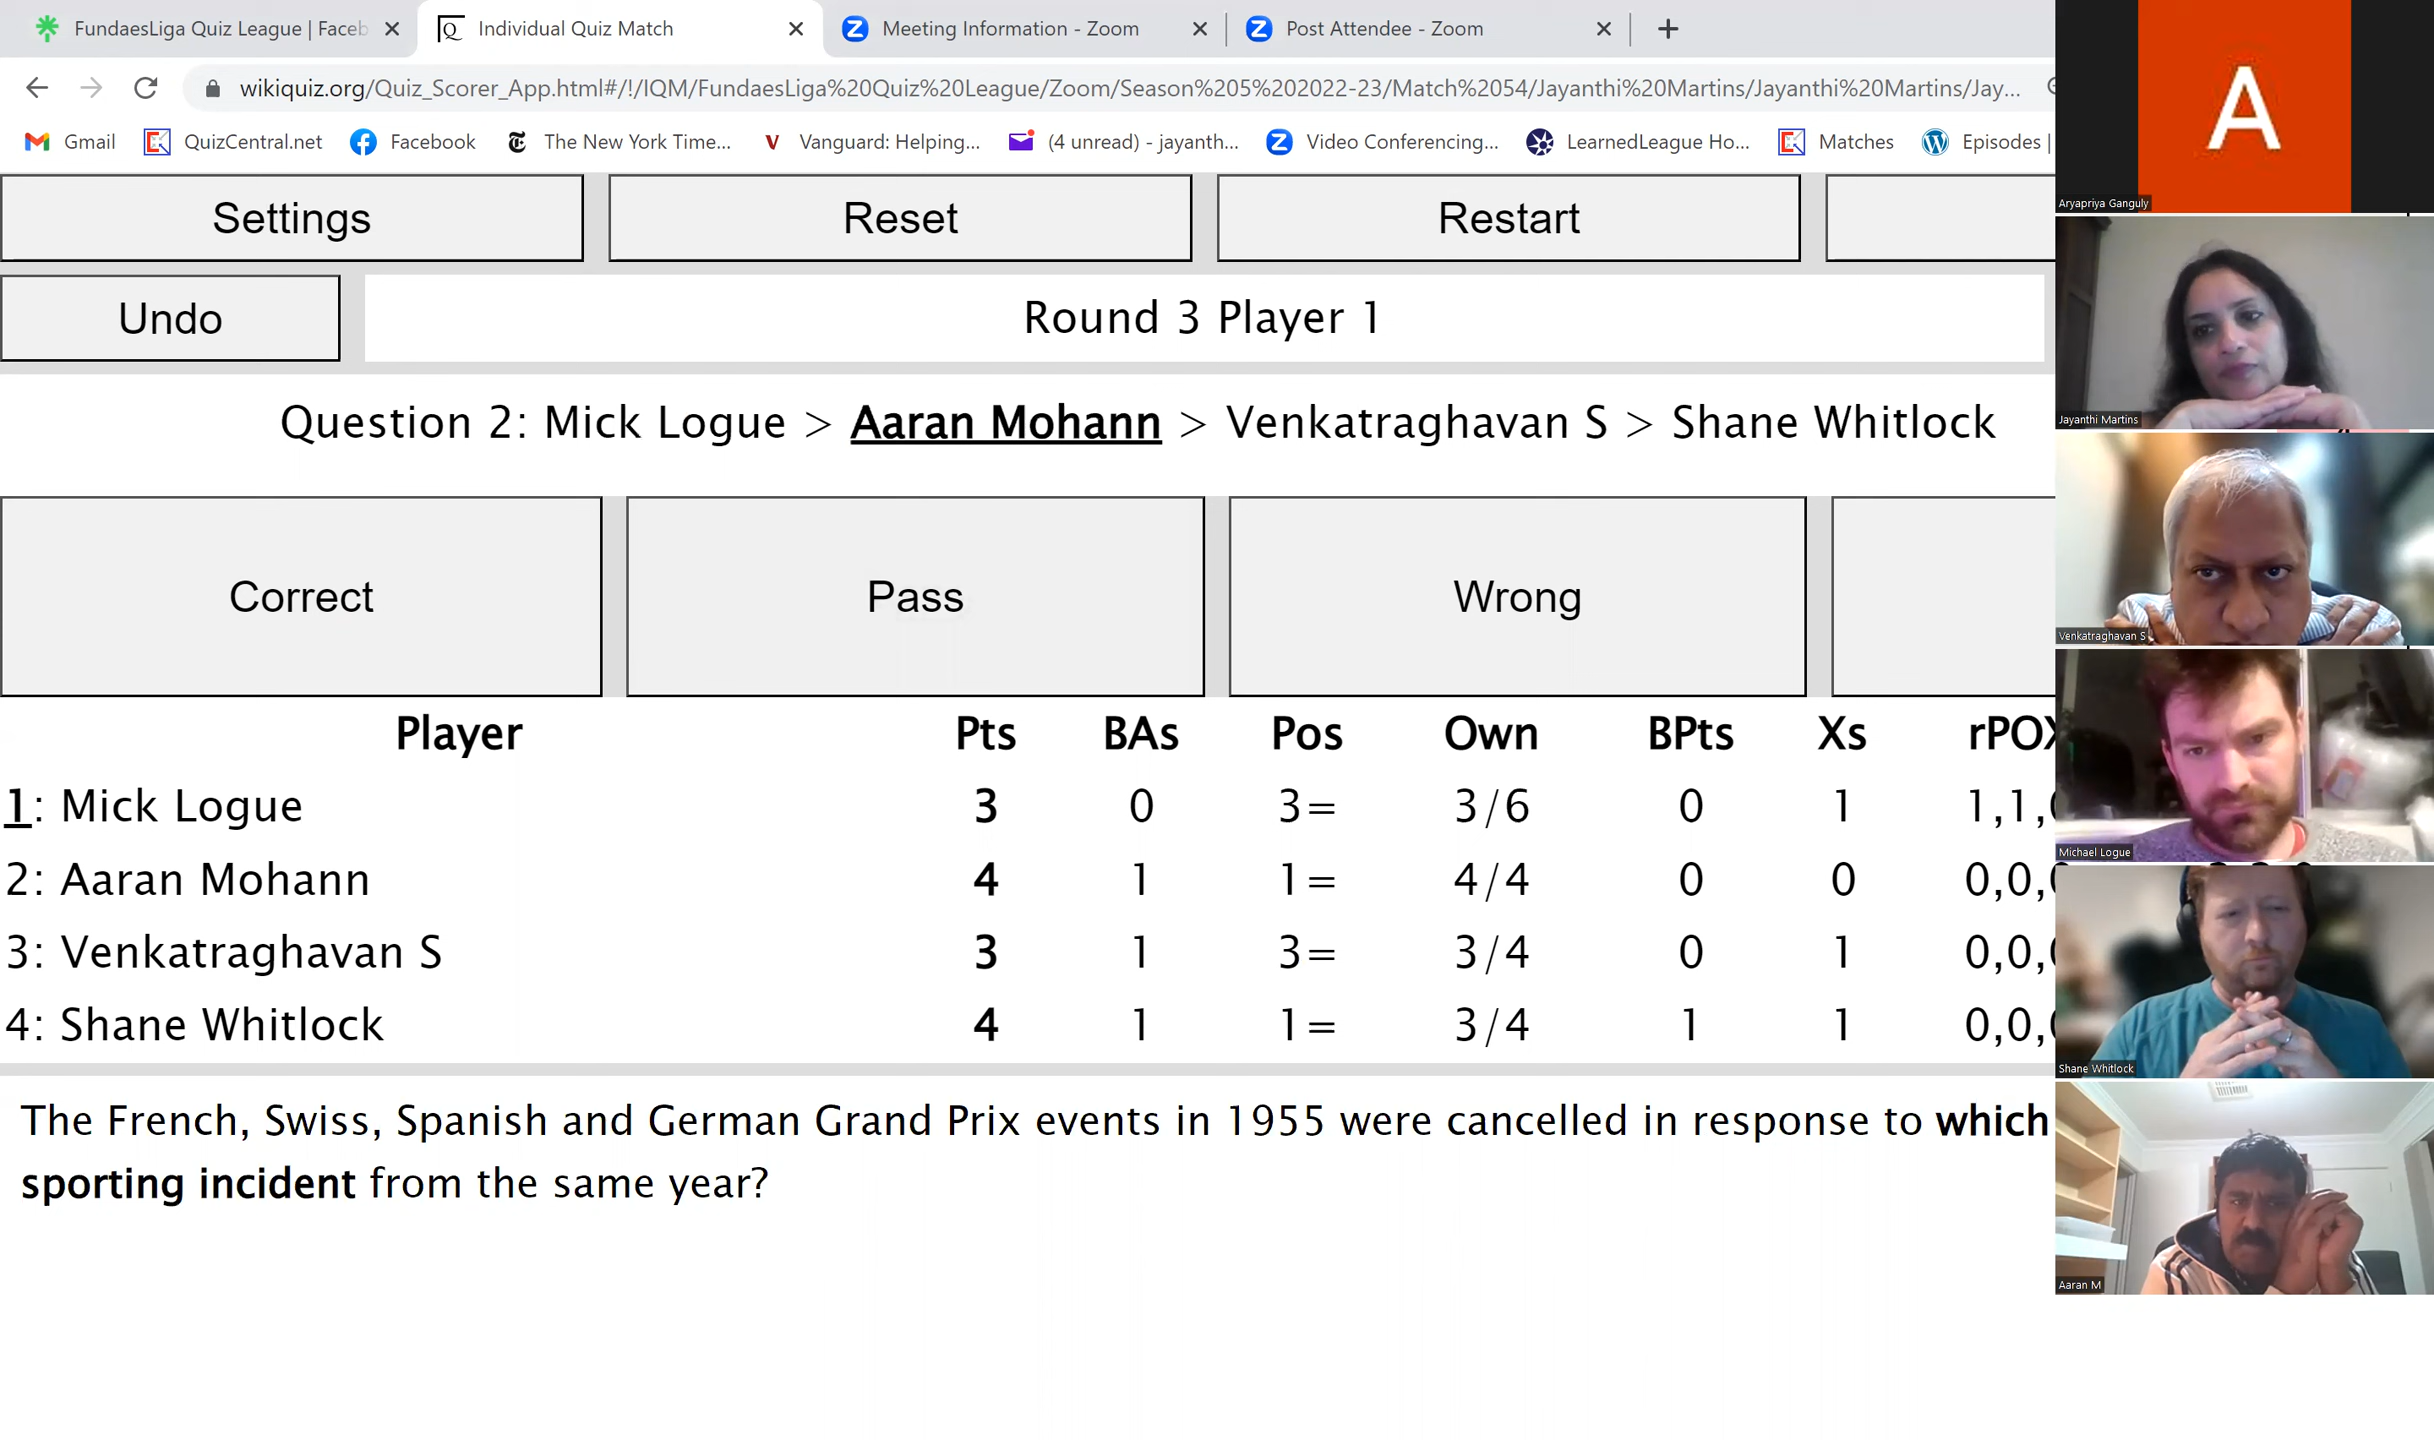 FundaesLiga Quiz League | Faceb
Individual Quiz Match
Meeting Information - Zoom
Post Attendee - Zoom
wikiquiz.org/Quiz_Scorer_App.html#/!/IQM/FundaesLiga%20Quiz%20League/Zoom/Season%205%202022-23/Match%2054/Jayanthi%20Martins/Jayanthi%20Martins/Jay...
Gmail
QuizCentral.net
Facebook
The New York Time...
Vanguard: Helping...
(4 unred) - jayanth...
Video Conferencing...
LearnedLeague Ho...
Matches
Episodes |
A
Aryapriya Ganguly
Settings
Reset
Restart
Undo
Round 3 Player 1
Question 2: Mick Logue > Aaran Mohann > Venkatraghavan S > Shane Whitlock
Jayanthi Martins
Correct
Pass
Wrong
Venkatraghavan S
Player Pts BAs Pos Own BPts Xs rPOX
1: Mick Logue 3 0 3= 3/6 0 1 1,1,
2: Aaran Mohann 4 1 1= 4/4 0 0 0,0,
3: Venkatraghavan S 3 1 3= 3/4 0 1 0,0,
4: Shane Whitlock 4 1 1= 3/4 1 1 0,0,
Michael Logue
Shane Whitlock
The French, Swiss, Spanish and German Grand Prix events in 1955 were cancelled in response to which
sporting incident from the same year?
Aaran M